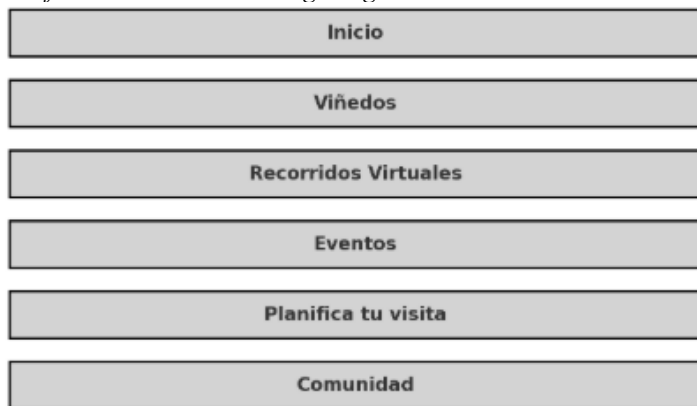 Inicio
Viñedos
Recorridos Virtuales
Eventos
Planifica tu visita
Comunidad